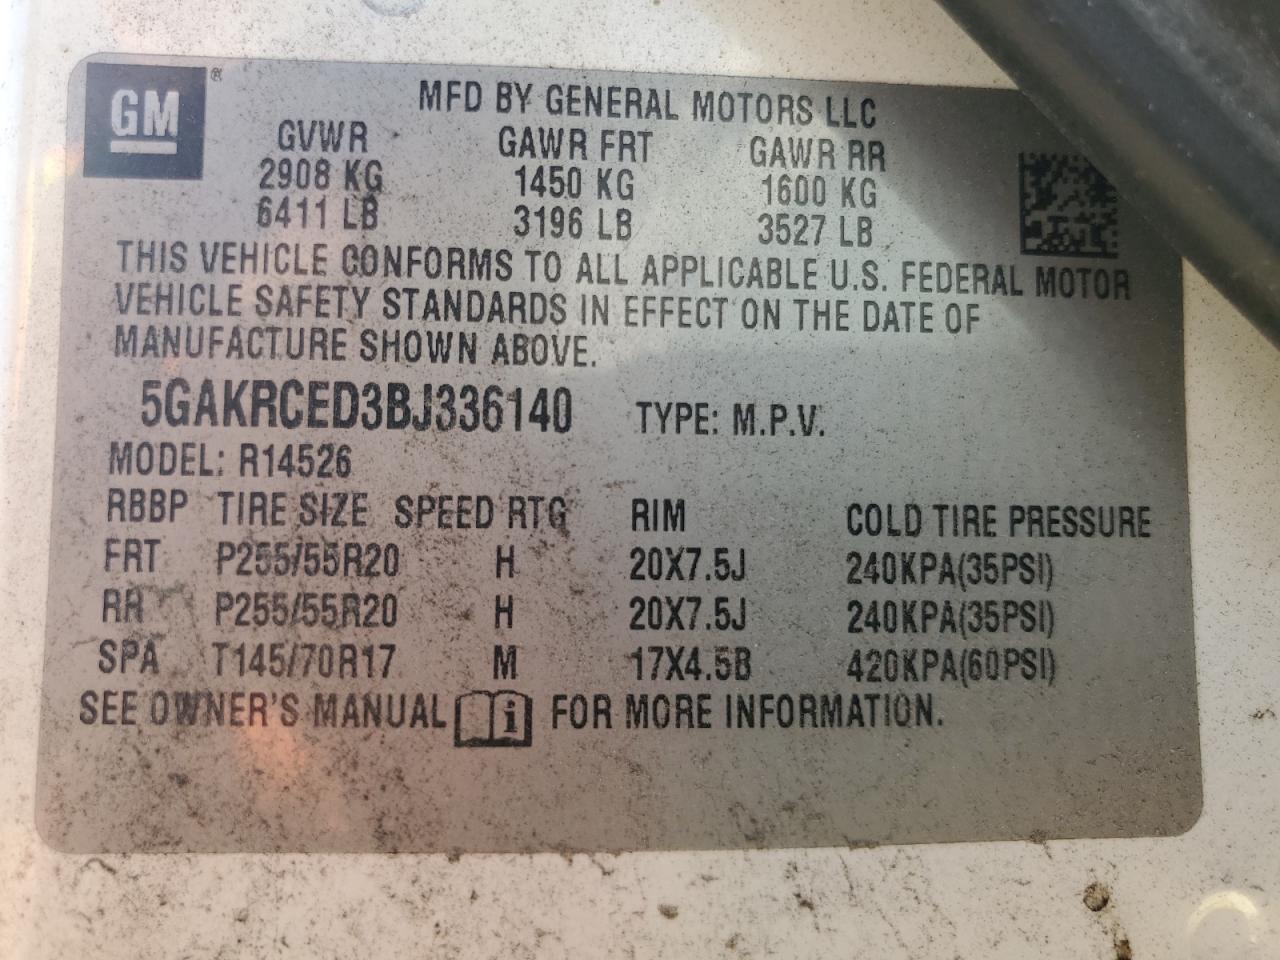 GM ®
MFD BY GENERAL MOTORS LLC
GVWR GAWR FRT GAWR RR
2908 KG 1450 KG 1600 KG
6411 LB 3196 LB 3527 LB
THIS VEHICLE CONFORMS TO ALL APPLICABLE U.S. FEDERAL MOTOR
VEHICLE SAFETY STANDARDS IN EFFECT ON THE DATE OF
MANUFACTURE SHOWN ABOVE.
5GAKRCED3BJ336140 TYPE: M.P.V.
MODEL: R14526
RBBP TIRE SIZE SPEED RTG RIM COLD TIRE PRESSURE
FRT P255/55R20 H 20X7.5J 240KPA(35PSI)
RR P255/55R20 H 20X7.5J 240KPA(35PSI)
SPA T145/70R17 M 17X4.5B 420KPA(60PSI)
SEE OWNER'S MANUAL i FOR MORE INFORMATION.